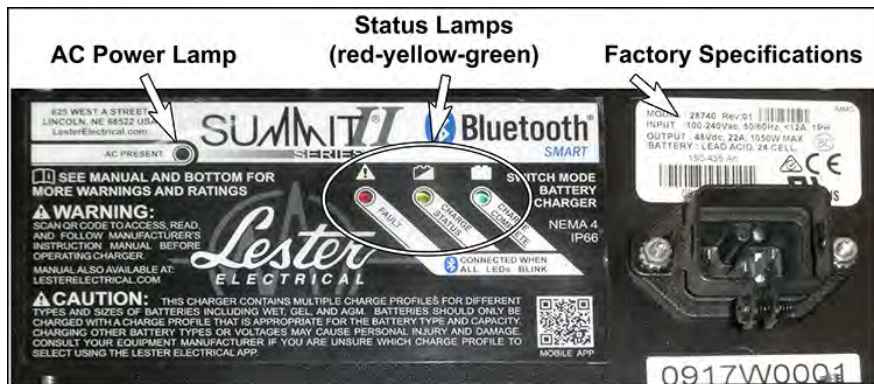 AC Power Lamp
Status Lamps
(red-yellow-green)
Factory Specifications
625 WEST A STREET
LINCOLN, NE 68522 USA
LesterElectrical.com
SUMMIT II®
SERIES
Bluetooth®
SMART
AC PRESENT
SEE MANUAL AND BOTTOM FOR
MORE WARNINGS AND RATINGS
WARNING:
SCAN QR CODE TO ACCESS, READ,
AND FOLLOW MANUFACTURER'S
INSTRUCTION MANUAL BEFORE
OPERATING CHARGER.
MANUAL ALSO AVAILABLE AT:
LESTERELECTRICAL.COM
Lester
ELECTRICAL
FAULT
CHARGE
STATUS
CHARGE
COMPLETE
SWITCH MODE
BATTERY
CHARGER
NEMA 4
IP66
CONNECTED WHEN
ALL LEDs BLINK
CAUTION: THIS CHARGER CONTAINS MULTIPLE CHARGE PROFILES FOR DIFFERENT
TYPES AND SIZES OF BATTERIES INCLUDING WET, GEL, AND AGM. BATTERIES SHOULD ONLY BE
CHARGED WITH A CHARGE PROFILE THAT IS APPROPRIATE FOR THE BATTERY TYPE AND CAPACITY.
CHARGING OTHER BATTERY TYPES OR VOLTAGES MAY CAUSE PERSONAL INJURY AND DAMAGE.
CONSULT YOUR EQUIPMENT MANUFACTURER IF YOU ARE UNSURE WHICH CHARGE PROFILE TO
SELECT USING THE LESTER ELECTRICAL APP.
MOBILE APP
28740 Rev:01
INPUT : 100-240Vac, 50/60Hz, <12A, 1PH
OUTPUT : 48Vdc, 22A, 1050W MAX
BATTERY : LEAD ACID, 24 CELL,
150-435 Ah
CE
0917W0001